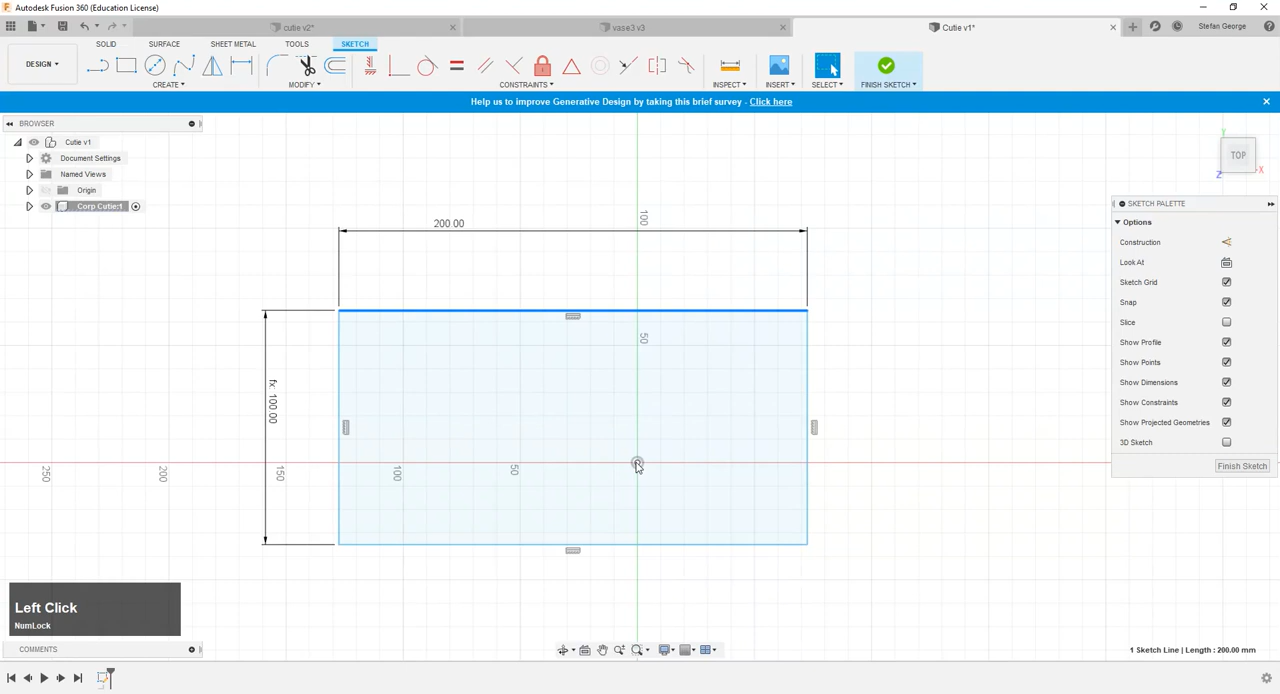 Autodesk Fusion 360 (Education License)
cutie v2*
vase3 v3
Cutie v1*
Stefan George
DESIGN
SOLID
SURFACE
SHEET METAL
TOOLS
SKETCH
CREATE
MODIFY
CONSTRAINTS
INSPECT
INSERT
SELECT
FINISH SKETCH
Help us to improve Generative Design by taking this brief survey - Click here
BROWSER
Cutie v1
Document Settings
Named Views
Origin
Corp Cutie:1
TOP
Y
X
Z
200.00
100
50
fx: 100.00
250
200
150
100
50
SKETCH PALETTE
Options
Construction
Look At
Sketch Grid
Snap
Slice
Show Profile
Show Points
Show Dimensions
Show Constraints
Show Projected Geometries
3D Sketch
Finish Sketch
Left Click
NumLock
COMMENTS
1 Sketch Line | Length : 200.00 mm